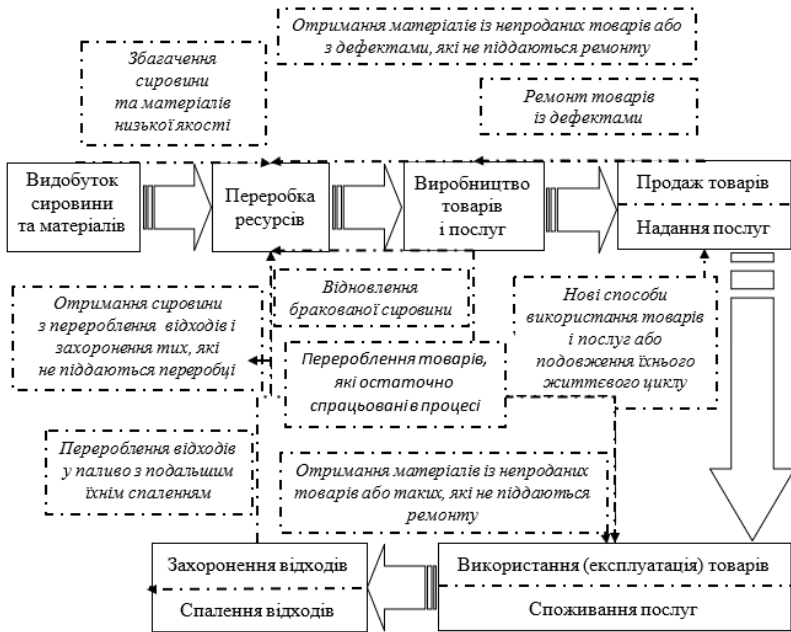 Отримання матеріалів із непроданих товарів або
з дефектами, які не піддаються ремонту
Збагачення
сировини
та матеріалів
низької якості
Ремонт товарів
із дефектами
Видобуток
сировини
та матеріалів
Переробка
ресурсів
Виробництво
товарів
і послуг
Продаж товарів
Надання послуг
Отримання сировини
з перероблення відходів і
захоронення тих, які
не піддаються переробці
Відновлення
бракованої сировини
Нові способи
використання товарів
і послуг або
подовження їхнього
життєвого циклу
Перероблення товарів,
які остаточно
спрацьовані в процесі
Перероблення відходів
у паливо з подальшим
їхнім спаленням
Отримання матеріалів із непроданих
товарів або таких, які не піддаються
ремонту
Захоронення відходів
Спалення відходів
Використання (експлуатація) товарів
Споживання послуг